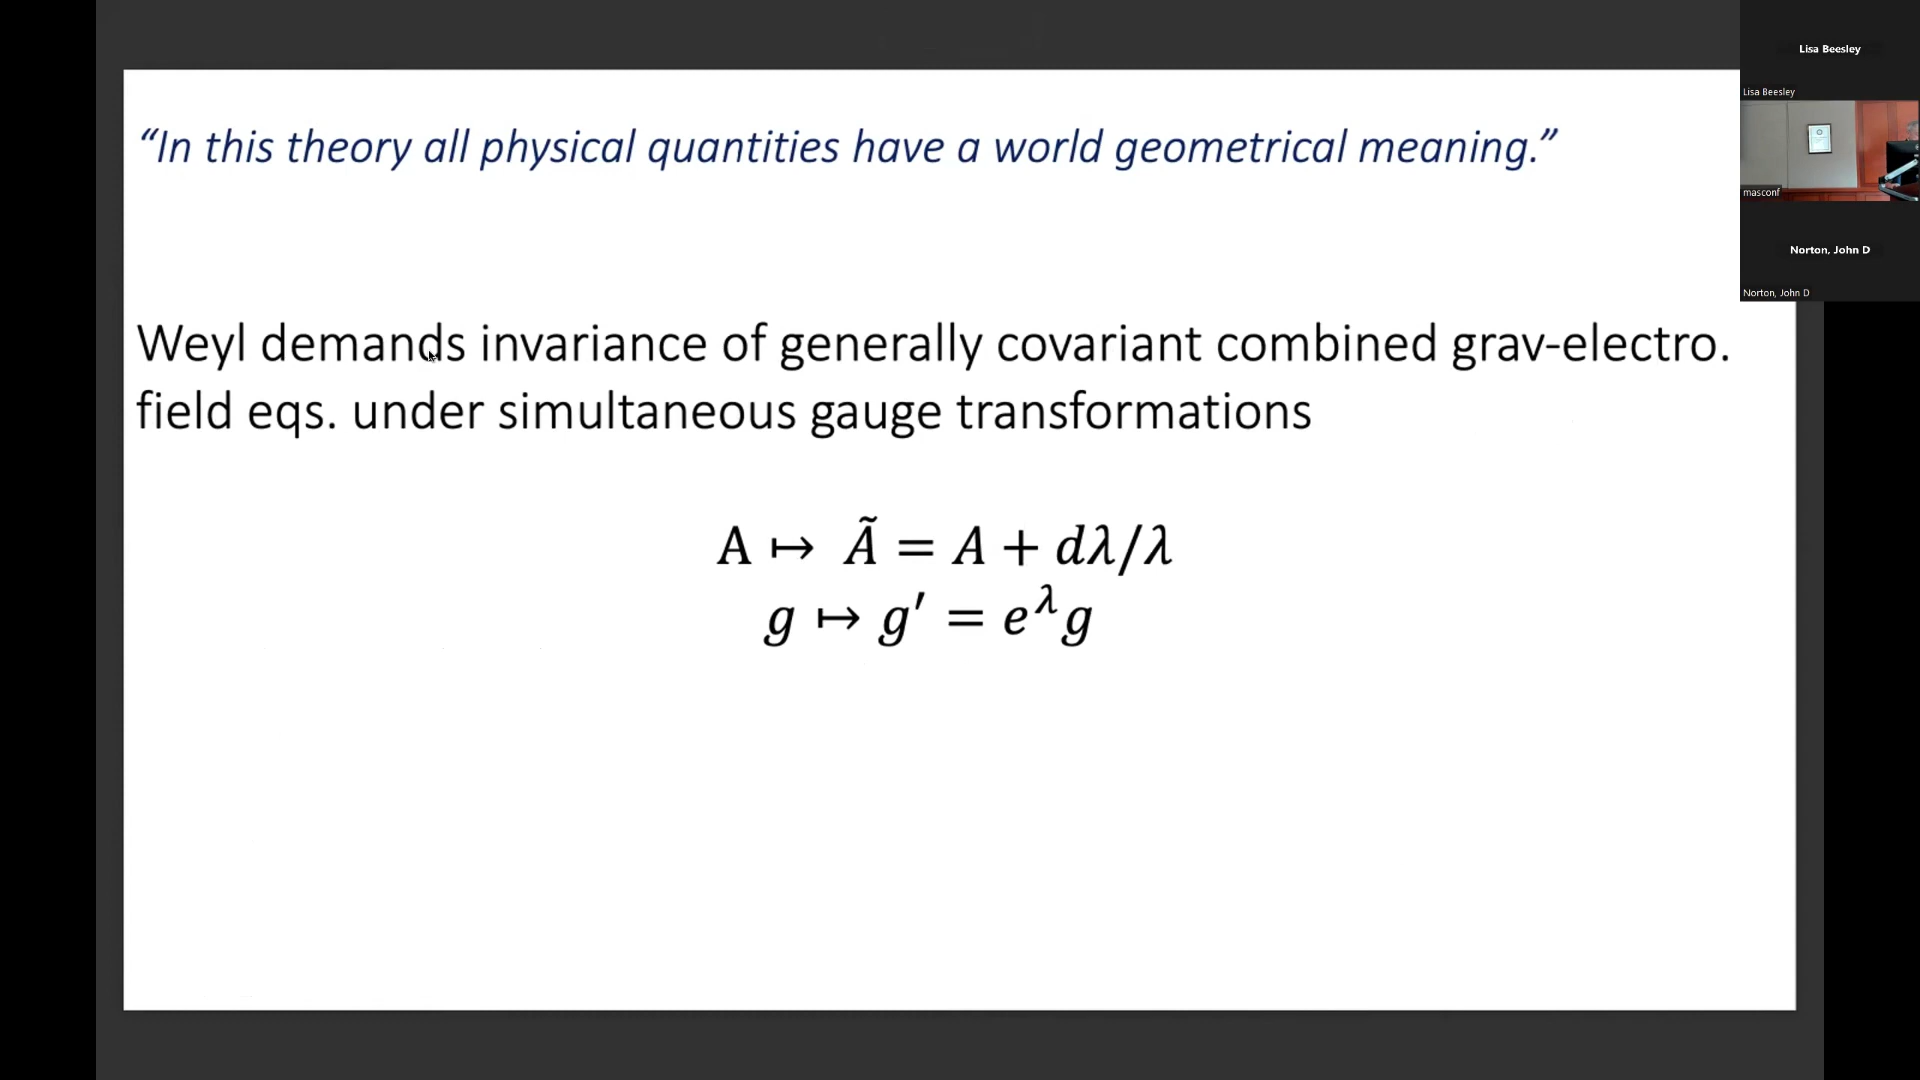 “In this theory all physical quantities have a world geometrical meaning.”
Weyl demands invariance of generally covariant combined grav-electro.
field eqs. under simultaneous gauge transformations
A ↦ Ã = A + dλ/λ
g ↦ g′ = e^λ g
Lisa Beesley
Lisa Beesley
masconf
Norton, John D
Norton, John D